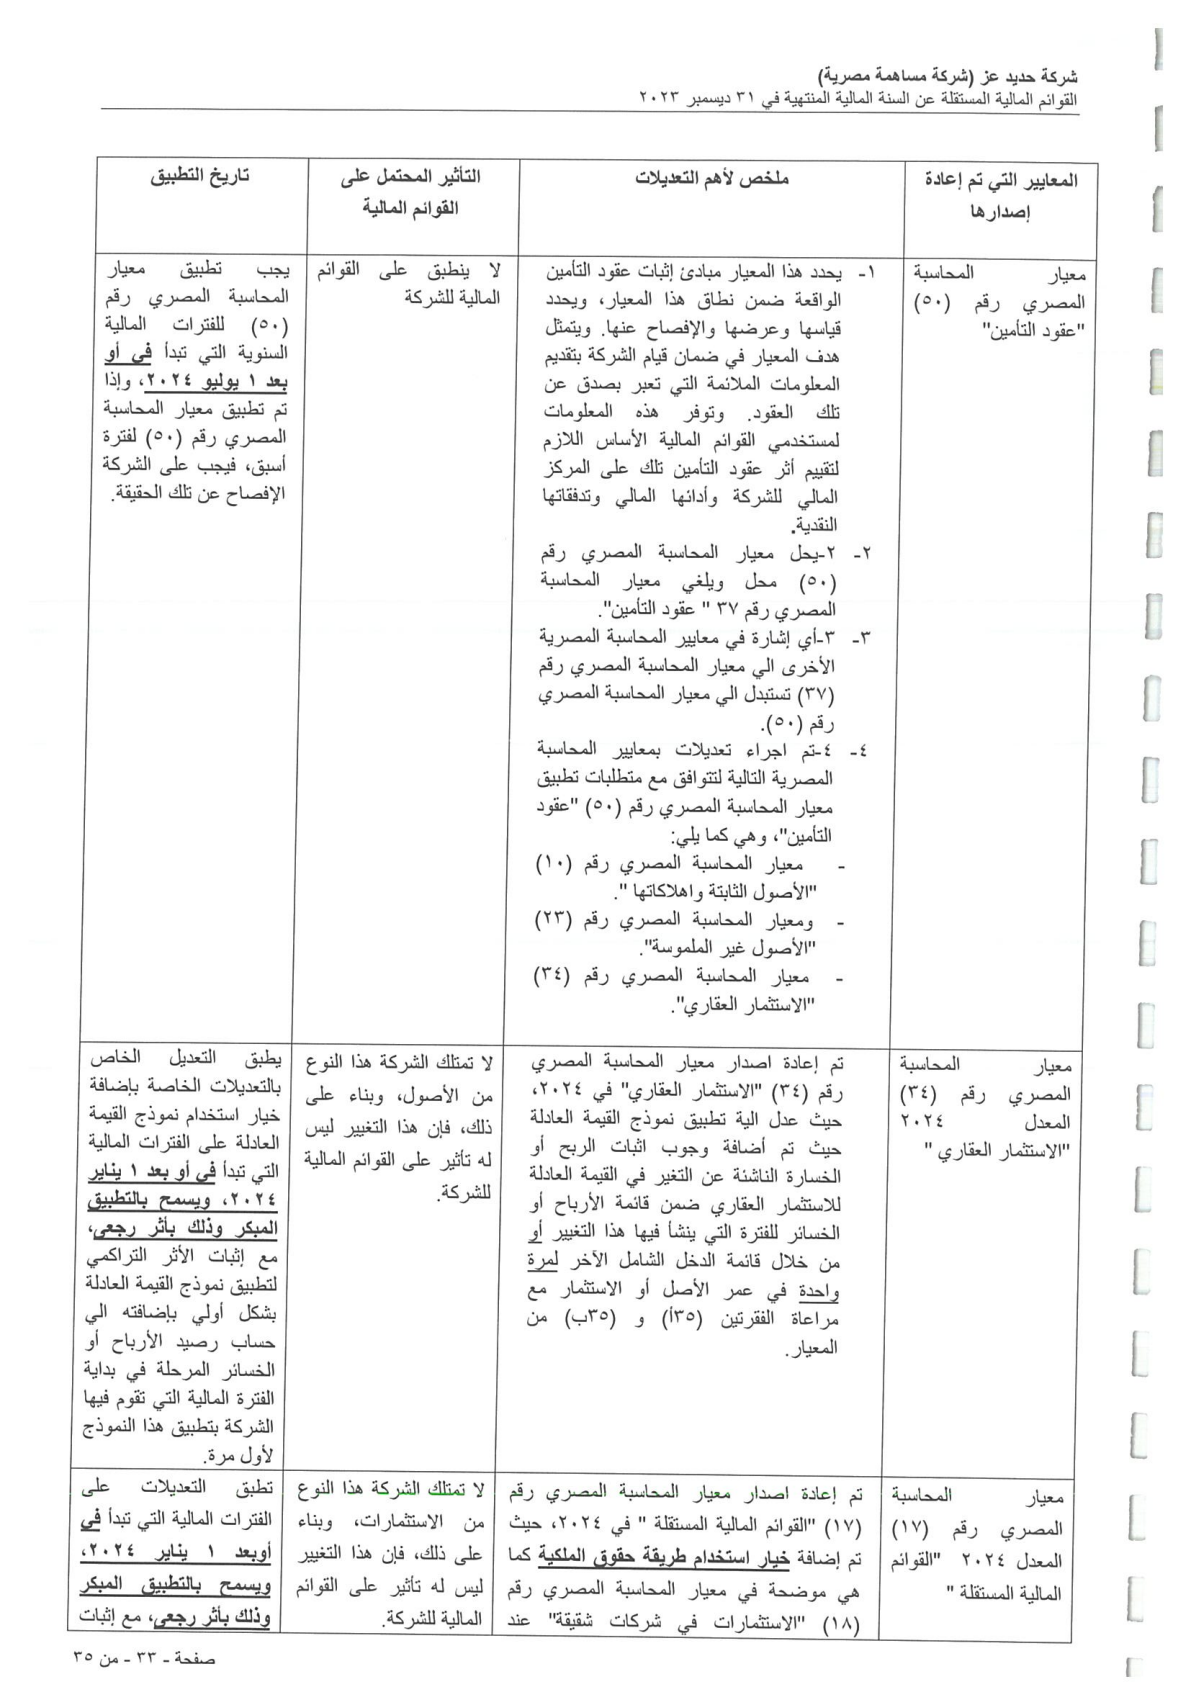 شركة حديد عز (شركة مساهمة مصرية)
القوائم المالية المستقلة عن السنة المالية المنتهية في ٣١ ديسمبر ٢٠٢٣
المعايير التي تم إعادة
إصدارها
ملخص لأهم التعديلات
التأثير المحتمل على
القوائم المالية
تاريخ التطبيق
معيار المحاسبة
المصري رقم (٥٠)
"عقود التأمين"
١- يحدد هذا المعيار مبادئ إثبات عقود التأمين
الواقعة ضمن نطاق هذا المعيار، ويحدد
قياسها وعرضها والإفصاح عنها. ويتمثل
هدف المعيار في ضمان قيام الشركة بتقديم
المعلومات الملائمة التي تعبر بصدق عن
تلك العقود. وتوفر هذه المعلومات
لمستخدمي القوائم المالية الأساس اللازم
لتقييم أثر عقود التأمين تلك على المركز
المالي للشركة وأدائها المالي وتدفقاتها
النقدية.
٢- ٢-يحل معيار المحاسبة المصري رقم
(٥٠) محل ويلغي معيار المحاسبة
المصري رقم ٣٧ " عقود التأمين".
٣- ٣-أي إشارة في معايير المحاسبة المصرية
الأخرى الي معيار المحاسبة المصري رقم
(٣٧) تستبدل الي معيار المحاسبة المصري
رقم (٥٠).
٤- ٤-تم اجراء تعديلات بمعايير المحاسبة
المصرية التالية لتتوافق مع متطلبات تطبيق
معيار المحاسبة المصري رقم (٥٠) "عقود
التأمين"، وهي كما يلي:
- معيار المحاسبة المصري رقم (١٠)
"الأصول الثابتة واهلاكاتها ".
- ومعيار المحاسبة المصري رقم (٢٣)
"الأصول غير الملموسة".
- معيار المحاسبة المصري رقم (٣٤)
"الاستثمار العقاري".
لا ينطبق على القوائم
المالية للشركة
يجب تطبيق معيار
المحاسبة المصري رقم
(٥٠) للفترات المالية
السنوية التي تبدأ في أو
بعد ١ يوليو ٢٠٢٤، وإذا
تم تطبيق معيار المحاسبة
المصري رقم (٥٠) لفترة
أسبق، فيجب على الشركة
الإفصاح عن تلك الحقيقة.
معيار المحاسبة
المصري رقم (٣٤)
المعدل ٢٠٢٤
"الاستثمار العقاري "
تم إعادة اصدار معيار المحاسبة المصري
رقم (٣٤) "الاستثمار العقاري" في ٢٠٢٤،
حيث عدل الية تطبيق نموذج القيمة العادلة
حيث تم أضافة وجوب اثبات الربح أو
الخسارة الناشئة عن التغير في القيمة العادلة
للاستثمار العقاري ضمن قائمة الأرباح أو
الخسائر للفترة التي ينشأ فيها هذا التغيير أو
من خلال قائمة الدخل الشامل الآخر لمرة
واحدة في عمر الأصل أو الاستثمار مع
مراعاة الفقرتين (٣٥أ) و (٣٥ب) من
المعيار.
لا تمتلك الشركة هذا النوع
من الأصول، وبناء على
ذلك، فإن هذا التغيير ليس
له تأثير على القوائم المالية
للشركة.
يطبق التعديل الخاص
بالتعديلات الخاصة بإضافة
خيار استخدام نموذج القيمة
العادلة على الفترات المالية
التي تبدأ في أو بعد ١ يناير
٢٠٢٤، ويسمح بالتطبيق
المبكر وذلك بأثر رجعي،
مع إثبات الأثر التراكمي
لتطبيق نموذج القيمة العادلة
بشكل أولي بإضافته الي
حساب رصيد الأرباح أو
الخسائر المرحلة في بداية
الفترة المالية التي تقوم فيها
الشركة بتطبيق هذا النموذج
لأول مرة.
معيار المحاسبة
المصري رقم (١٧)
المعدل ٢٠٢٤ "القوائم
المالية المستقلة "
تم إعادة اصدار معيار المحاسبة المصري رقم
(١٧) "القوائم المالية المستقلة " في ٢٠٢٤، حيث
تم إضافة خيار استخدام طريقة حقوق الملكية كما
هي موضحة في معيار المحاسبة المصري رقم
(١٨) "الاستثمارات في شركات شقيقة" عند
لا تمتلك الشركة هذا النوع
من الاستثمارات، وبناء
على ذلك، فإن هذا التغيير
ليس له تأثير على القوائم
المالية للشركة.
تطبق التعديلات على
الفترات المالية التي تبدأ في
أوبعد ١ يناير ٢٠٢٤،
ويسمح بالتطبيق المبكر
وذلك بأثر رجعي، مع إثبات
صفحة - ٣٣ - من ٣٥